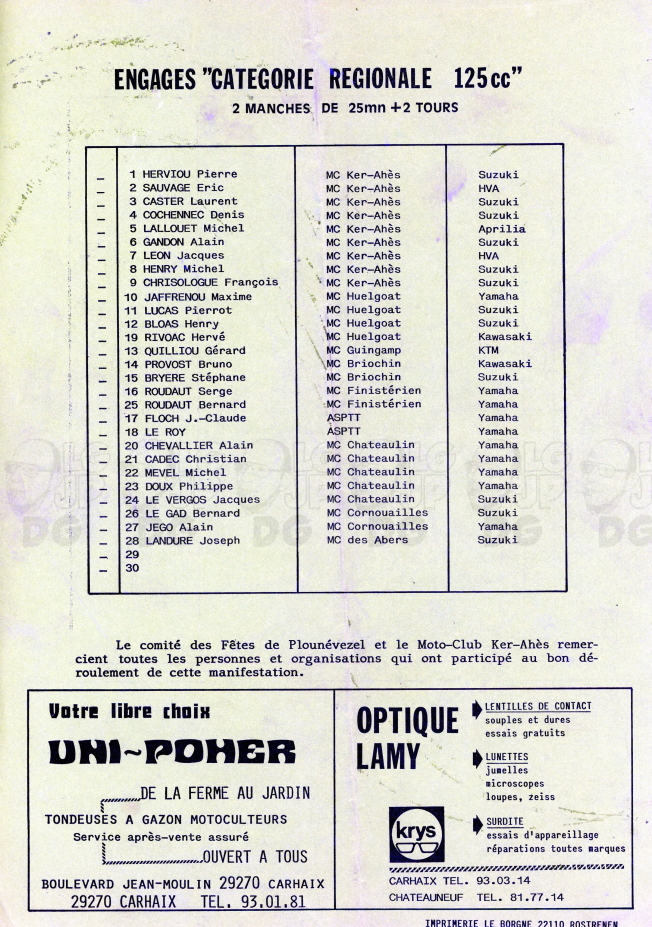 ENGAGES "CATEGORIE REGIONALE 125cc"
2 MANCHES DE 25mn + 2 TOURS
– 1 HERVIOU Pierre MC Ker-Ahès Suzuki
– 2 SAUVAGE Eric MC Ker-Ahès HVA
– 3 CASTER Laurent MC Ker-Ahès Suzuki
– 4 COCHENNEC Denis MC Ker-Ahès Suzuki
– 5 LALLOUET Michel MC Ker-Ahès Aprilia
– 6 GANDON Alain MC Ker-Ahès Suzuki
– 7 LEON Jacques MC Ker-Ahès HVA
– 8 HENRY Michel MC Ker-Ahès Suzuki
– 9 CHRISOLOGUE François MC Ker-Ahès Suzuki
– 10 JAFFRENOU Maxime MC Huelgoat Yamaha
– 11 LUCAS Pierrot MC Huelgoat Suzuki
– 12 BLOAS Henry MC Huelgoat Suzuki
– 19 RIVOAC Hervé MC Huelgoat Kawasaki
– 13 QUILLIOU Gérard MC Guingamp KTM
– 14 PROVOST Bruno MC Briochin Kawasaki
– 15 BRYERE Stéphane MC Briochin Suzuki
– 16 ROUDAUT Serge MC Finistérien Yamaha
– 25 ROUDAUT Bernard MC Finistérien Yamaha
– 17 FLOCH J.-Claude ASPTT Yamaha
– 18 LE ROY ASPTT Yamaha
– 20 CHEVALLIER Alain MC Chateaulin Yamaha
– 21 CADEC Christian MC Chateaulin Yamaha
– 22 MEVEL Michel MC Chateaulin Yamaha
– 23 DOUX Philippe MC Chateaulin Yamaha
– 24 LE VERGOS Jacques MC Chateaulin Suzuki
– 26 LE GAD Bernard MC Cornouailles Suzuki
– 27 JEGO Alain MC Cornouailles Yamaha
– 28 LANDURE Joseph MC des Abers Suzuki
– 29
– 30
Le comité des Fêtes de Plounévezel et le Moto-Club Ker-Ahès remer-
cient toutes les personnes et organisations qui ont participé au bon dé-
roulement de cette manifestation.
Votre libre choix
UNI~POHER
DE LA FERME AU JARDIN
TONDEUSES A GAZON MOTOCULTEURS
Service après-vente assuré
OUVERT A TOUS
BOULEVARD JEAN-MOULIN 29270 CARHAIX
29270 CARHAIX TEL. 93.01.81
OPTIQUE
LAMY
krys
LENTILLES DE CONTACT
souples et dures
essais gratuits
LUNETTES
jumelles
microscopes
loupes, zeiss
SURDITE
essais d'appareillage
réparations toutes marques
CARHAIX TEL. 93.03.14
CHATEAUNEUF TEL. 81.77.14
IMPRIMERIE LE BORGNE 22110 ROSTRENEN